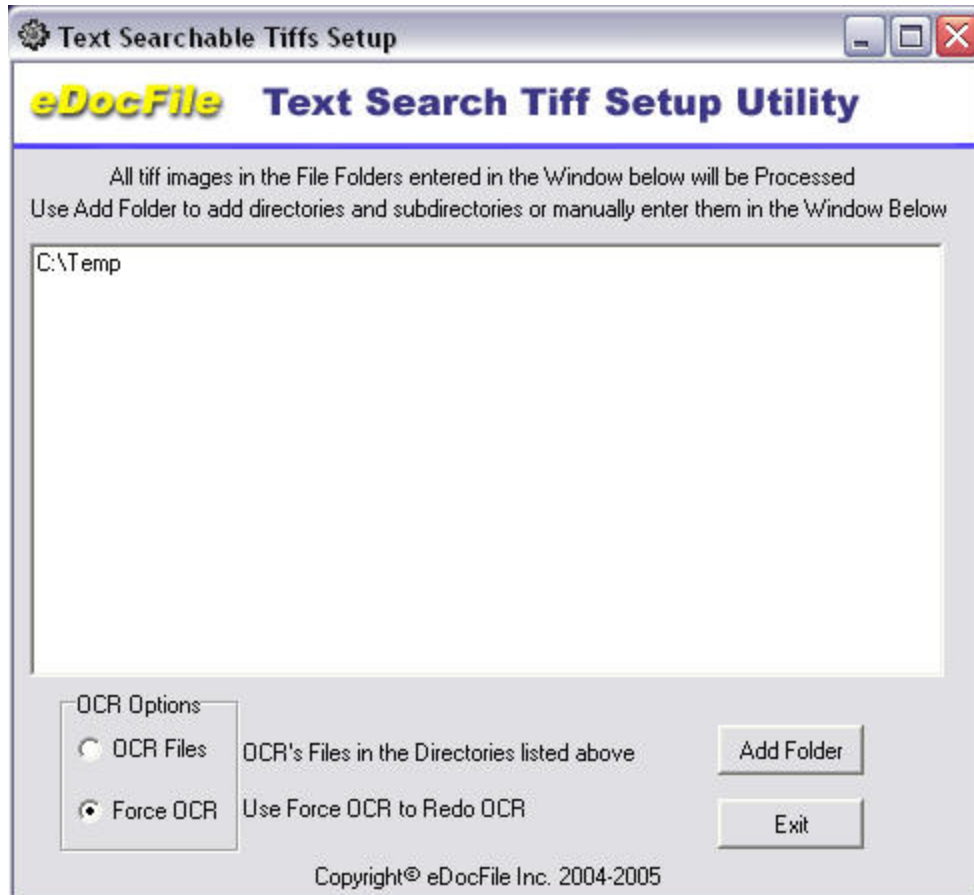 Text Searchable Tiffs Setup
eDocFile Text Search Tiff Setup Utility
All tiff images in the File Folders entered in the Window below will be Processed
Use Add Folder to add directories and subdirectories or manually enter them in the Window Below
C:\Temp
OCR Options
OCR Files OCR's Files in the Directories listed above Add Folder
Force OCR Use Force OCR to Redo OCR
Exit
Copyright© eDocFile Inc. 2004-2005